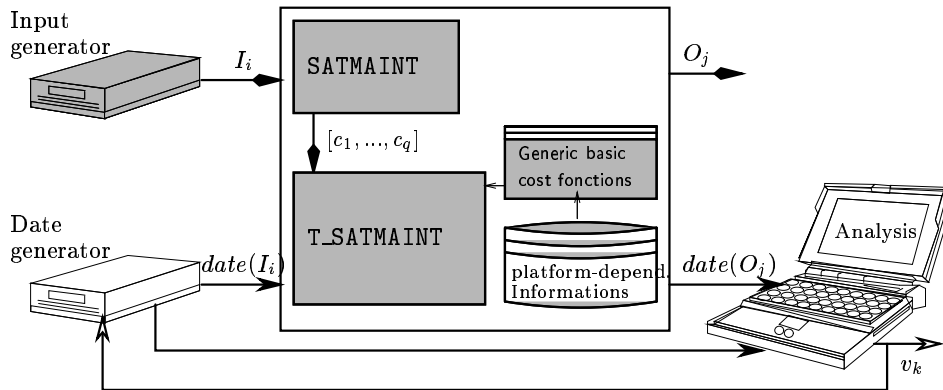 Input
generator
I_i
SATMAINT
O_j
[c_1, ..., c_q]
Generic basic
cost fonctions
T_SATMAINT
Date
generator
date(I_i)
platform-depend.
Informations
date(O_j)
Analysis
v_k